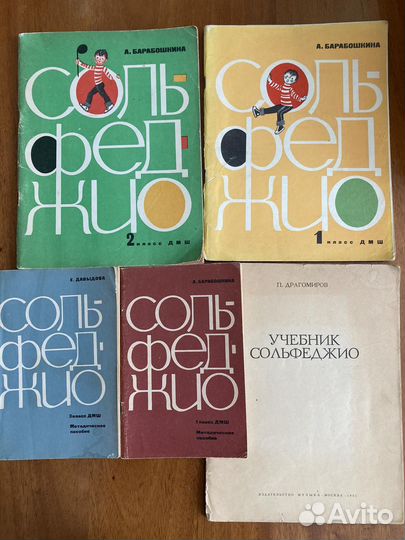 А. БАРАБОШКИНА
СОЛЬ-
ФЕД-
ЖИО
2 класс ДМШ
А. БАРАБОШКИНА
СОЛЬ-
ФЕД-
ЖИО
1 класс ДМШ
Е. ДАВЫДОВА
СОЛЬ-
ФЕД-
ЖИО
3 класс ДМШ
Методическое
пособие
А. БАРАБОШКИНА
СОЛЬ-
ФЕД-
ЖИО
1 класс ДМШ
Методическое
пособие
П. ДРАГОМИРОВ
УЧЕБНИК
СОЛЬФЕДЖИО
ИЗДАТЕЛЬСТВО МУЗЫКА МОСКВА
Avito